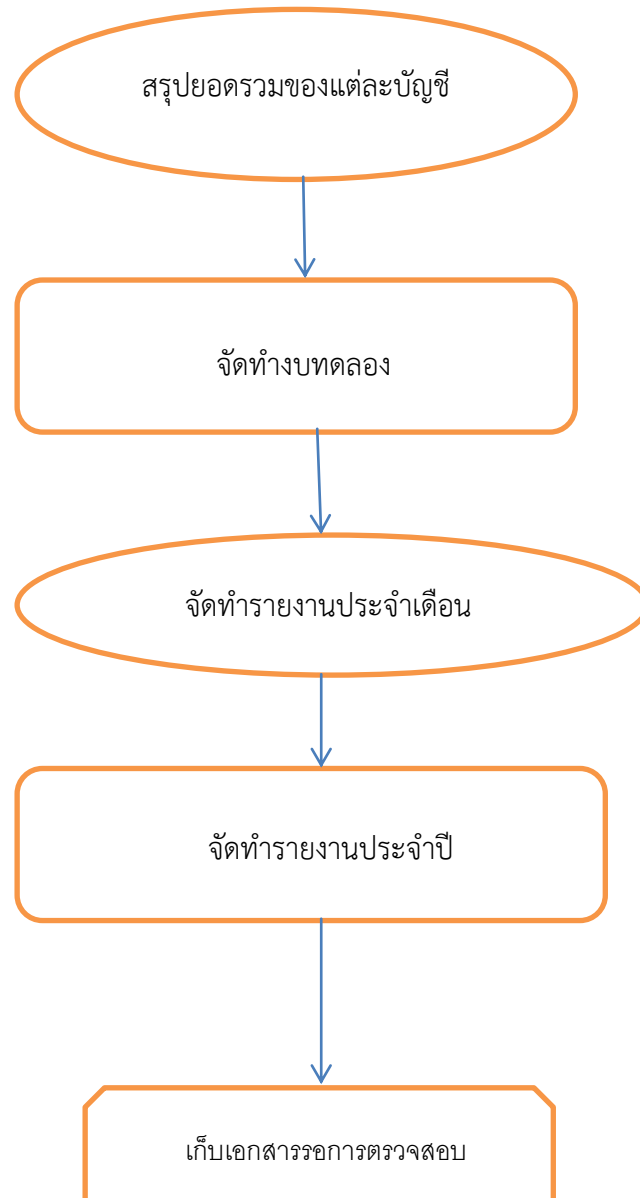 สรุปยอดรวมของแต่ละบัญชี
จัดทำงบทดลอง
จัดทำรายงานประจำเดือน
จัดทำรายงานประจำปี
เก็บเอกสารรอการตรวจสอบ